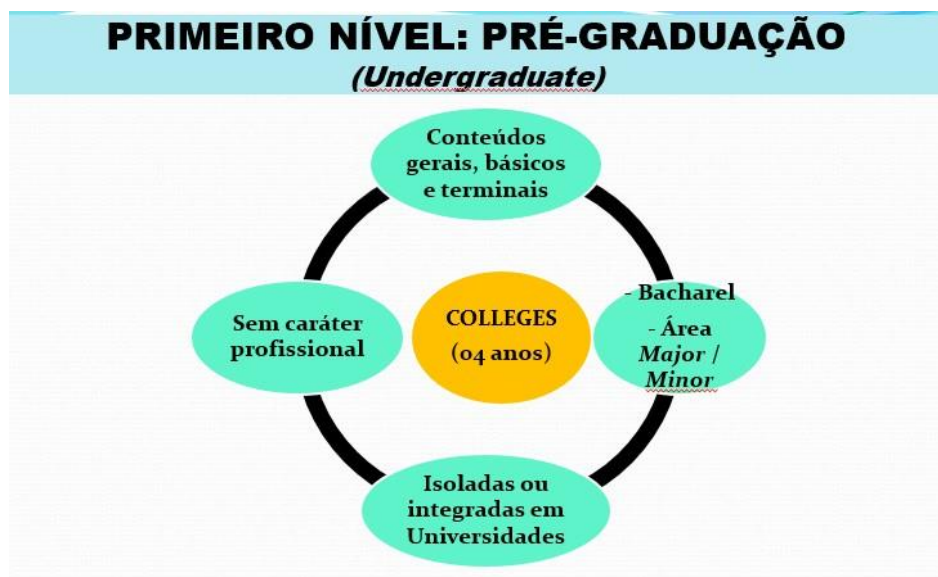 PRIMEIRO NÍVEL: PRÉ-GRADUAÇÃO
(Undergraduate)
Conteúdos
gerais, básicos
e terminais
Sem caráter
profissional
COLLEGES
(04 anos)
- Bacharel
- Área
Major /
Minor
Isoladas ou
integradas em
Universidades